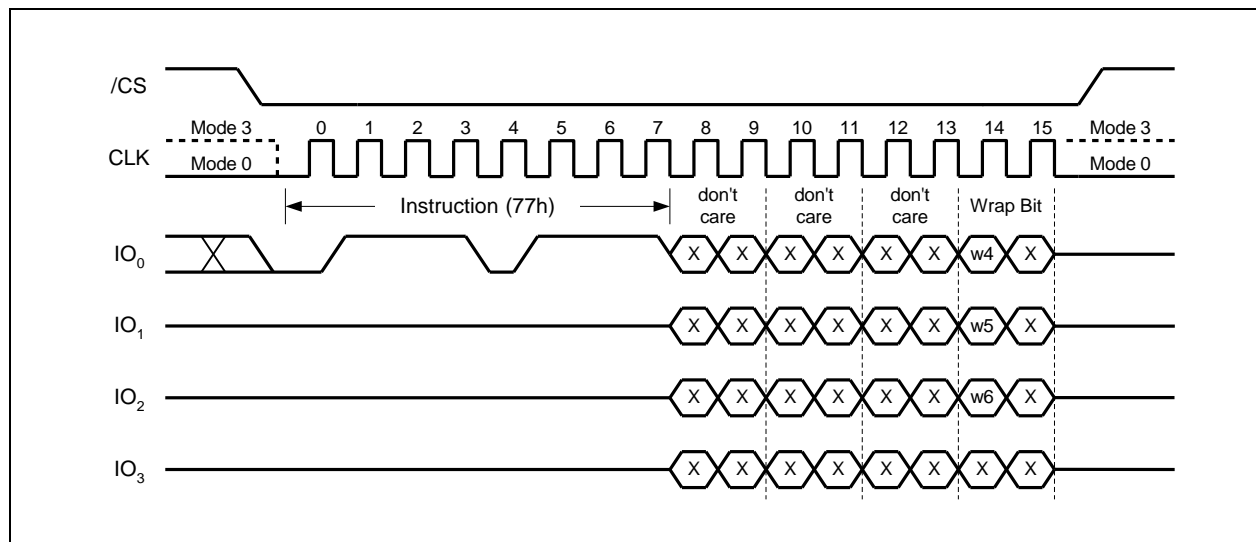 /CS
Mode 3 0 1 2 3 4 5 6 7 8 9 10 11 12 13 14 15 Mode 3
CLK
Mode 0 Mode 0
Instruction (77h) don't care don't care don't care Wrap Bit
IO0 X X X X X X w4 X
IO1 X X X X X X w5 X
IO2 X X X X X X w6 X
IO3 X X X X X X X X